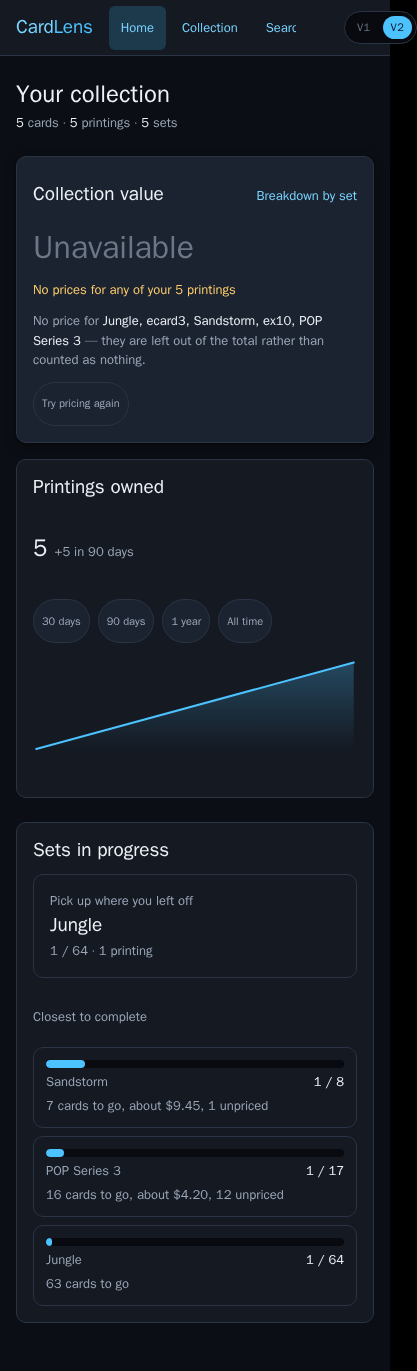 CardLens Home Collection Searc V1 V2
Your collection
5 cards · 5 printings · 5 sets
Collection value
Breakdown by set
Unavailable
No prices for any of your 5 printings
No price for Jungle, ecard3, Sandstorm, ex10, POP
Series 3 — they are left out of the total rather than
counted as nothing.
Try pricing again
Printings owned
5 +5 in 90 days
30 days 90 days 1 year All time
Sets in progress
Pick up where you left off
Jungle
1 / 64 · 1 printing
Closest to complete
Sandstorm 1 / 8
7 cards to go, about $9.45, 1 unpriced
POP Series 3 1 / 17
16 cards to go, about $4.20, 12 unpriced
Jungle 1 / 64
63 cards to go